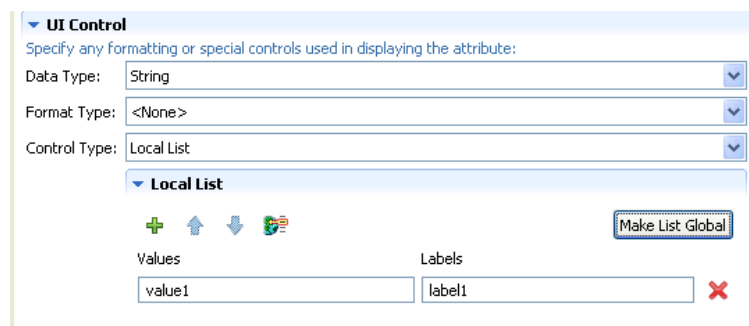 UI Control
Specify any formatting or special controls used in displaying the attribute:
Data Type: String
Format Type: <None>
Control Type: Local List
Local List
Make List Global
Values Labels
value1 label1